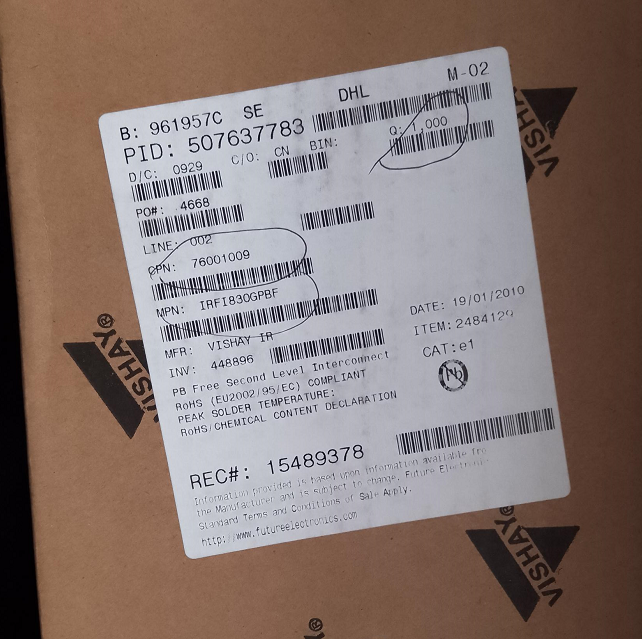 B: 961957C SE DHL M-02
PID: 507637783
Q: 1,000
D/C: 0929 C/O: CN BIN:
PO#: 4668
LINE: 002
CPN: 76001009
MPN: IRFI830GPBF
MFR: VISHAY IR
INV: 448896
DATE: 19/01/2010
ITEM: 2484129
CAT: e1
Pb
PB Free Second Level Interconnect
RoHS (EU2002/95/EC) COMPLIANT
PEAK SOLDER TEMPERATURE:
RoHS/CHEMICAL CONTENT DECLARATION
REC#: 15489378
Information provided is based upon information available from
the Manufacturer and is subject to change. Future Electronics
Standard Terms and Conditions of Sale Apply.
http://www.futureelectronics.com
VISHAY
VISHAY®
VISHAY®
®